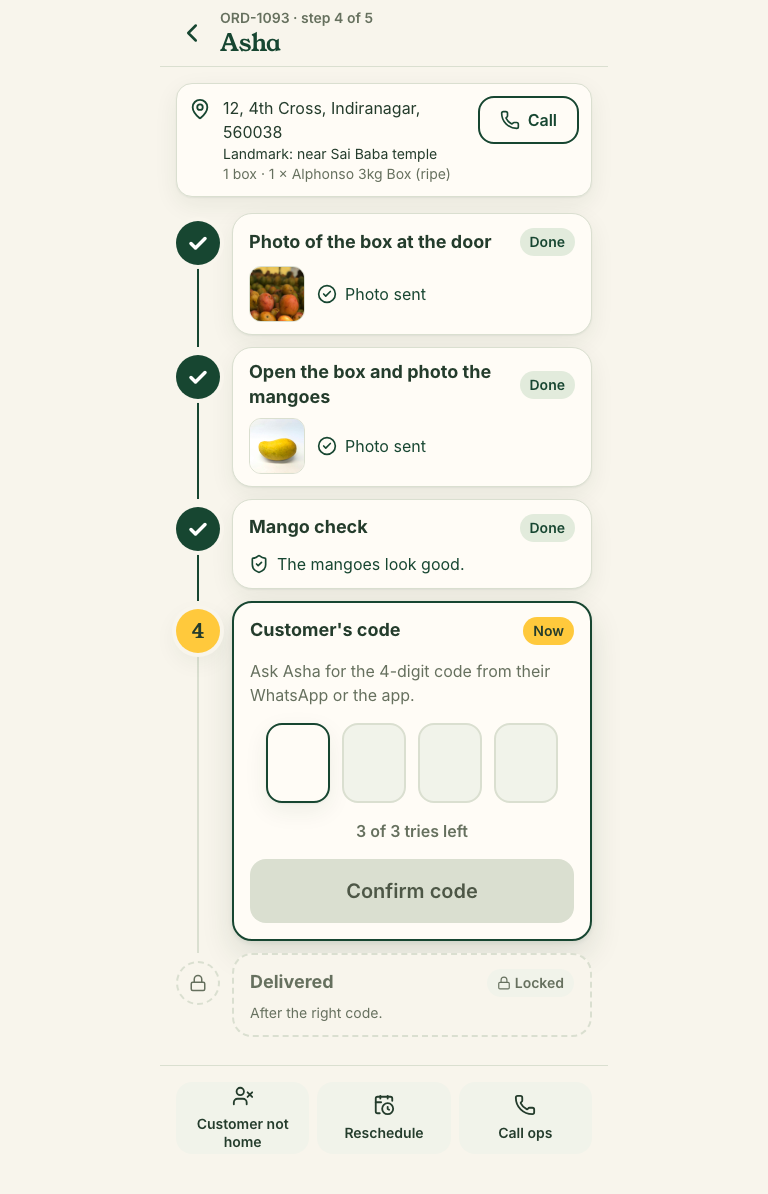 ORD-1093 · step 4 of 5
Asha
12, 4th Cross, Indiranagar,
560038
Landmark: near Sai Baba temple
1 box · 1 × Alphonso 3kg Box (ripe)
Call
Photo of the box at the door
Done
Photo sent
Open the box and photo the
mangoes
Done
Photo sent
Mango check
Done
The mangoes look good.
4
Customer's code
Now
Ask Asha for the 4-digit code from their
WhatsApp or the app.
3 of 3 tries left
Confirm code
Delivered
Locked
After the right code.
Customer not
home
Reschedule
Call ops